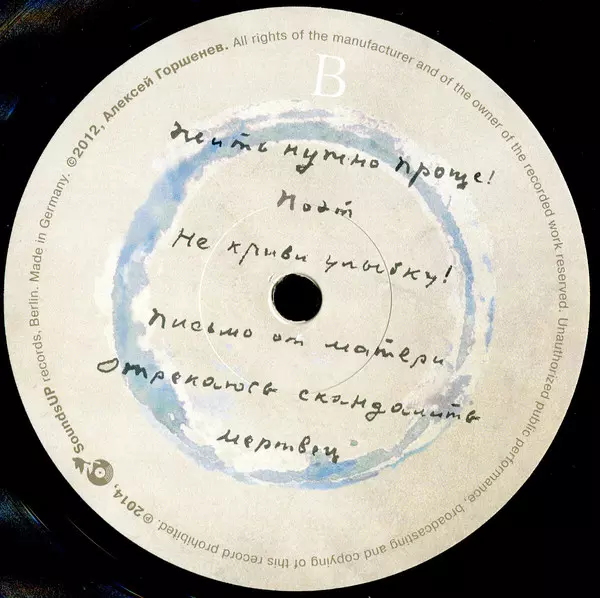 B
Жить нужно проще!
Поэт
Не криви улыбку!
Письмо от матери
Отрекаюсь скандалить
мертвец
℗2014, SoundsUP records, Berlin. Made in Germany. ©2012, Алексей Горшенев. All rights of the manufacturer and of the owner of the recorded work reserved. Unauthorized public performance, broadcasting and copying of this record prohibited.